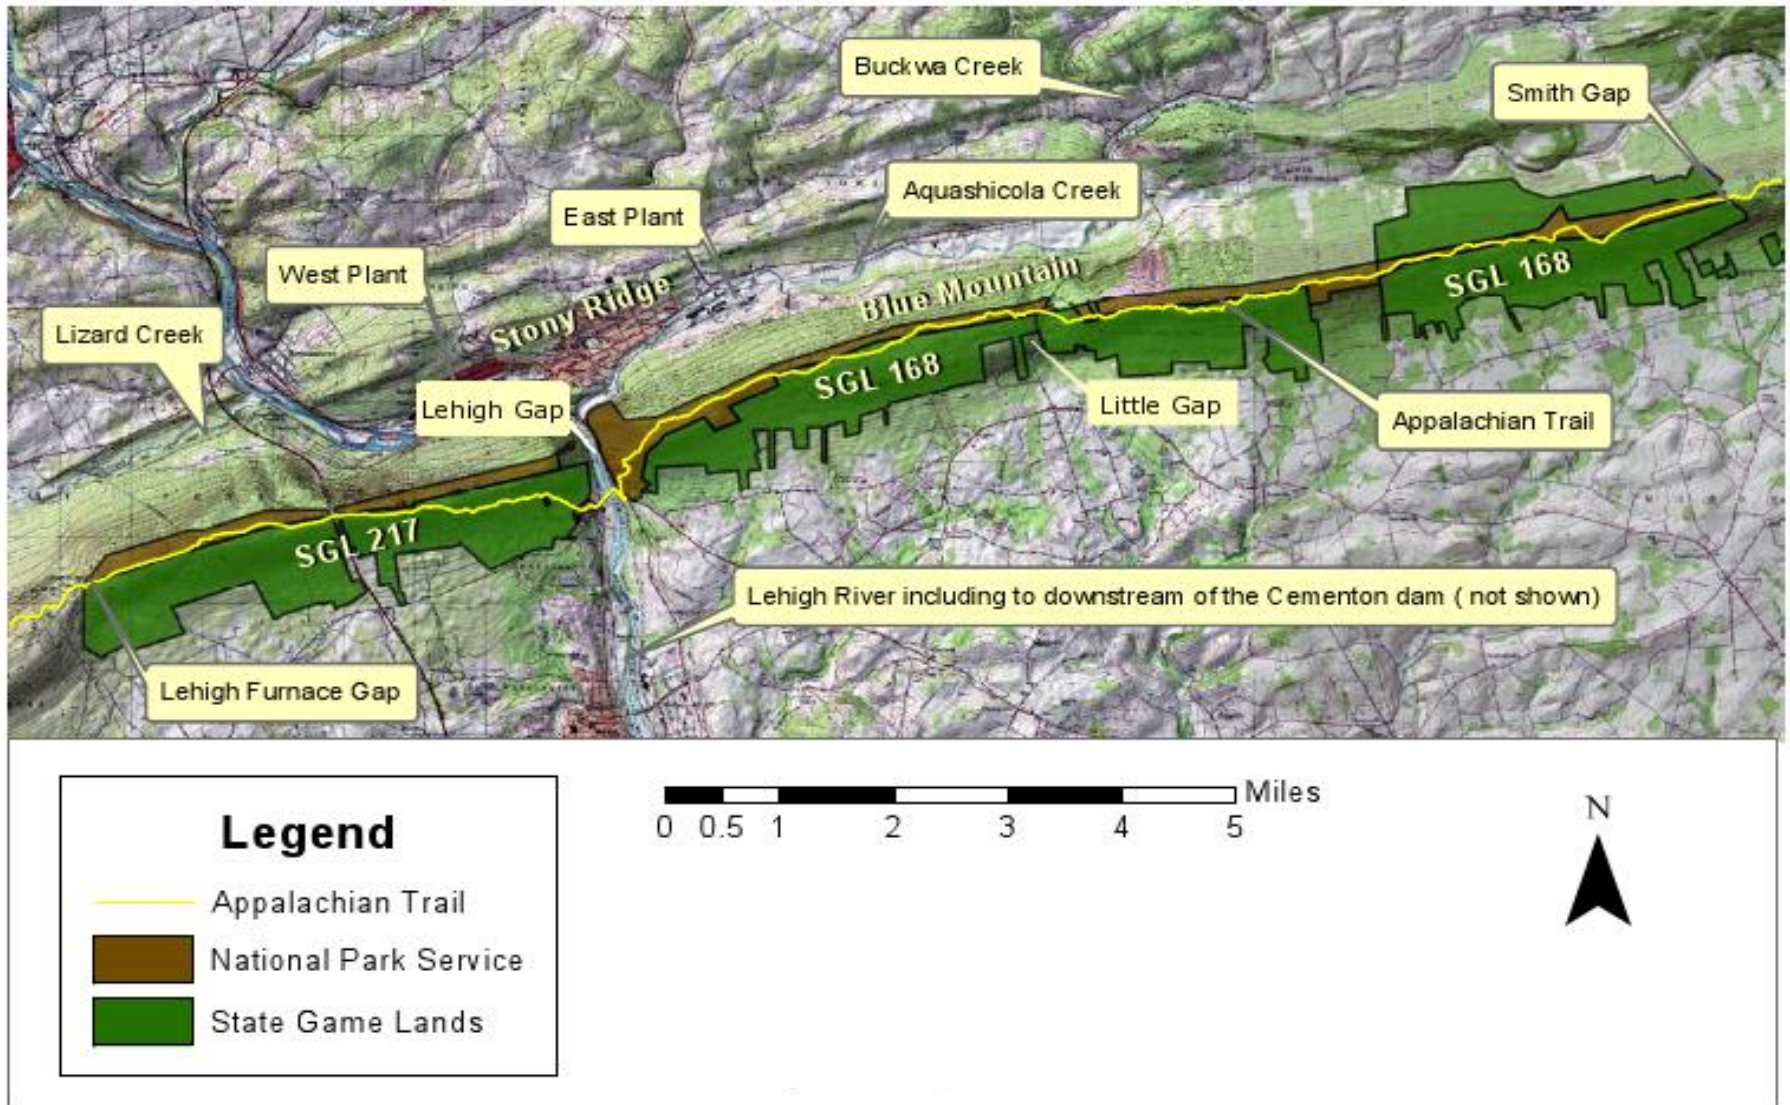 Buckwa Creek
Smith Gap
Aquashicola Creek
East Plant
West Plant
Stony Ridge
Blue Mountain
SGL 168
Lizard Creek
SGL 168
Lehigh Gap
Little Gap
Appalachian Trail
SGL 217
Lehigh River including to downstream of the Cementon dam ( not shown)
Lehigh Furnace Gap
Legend
Appalachian Trail
National Park Service
State Game Lands
Miles
0 0.5 1 2 3 4 5
N